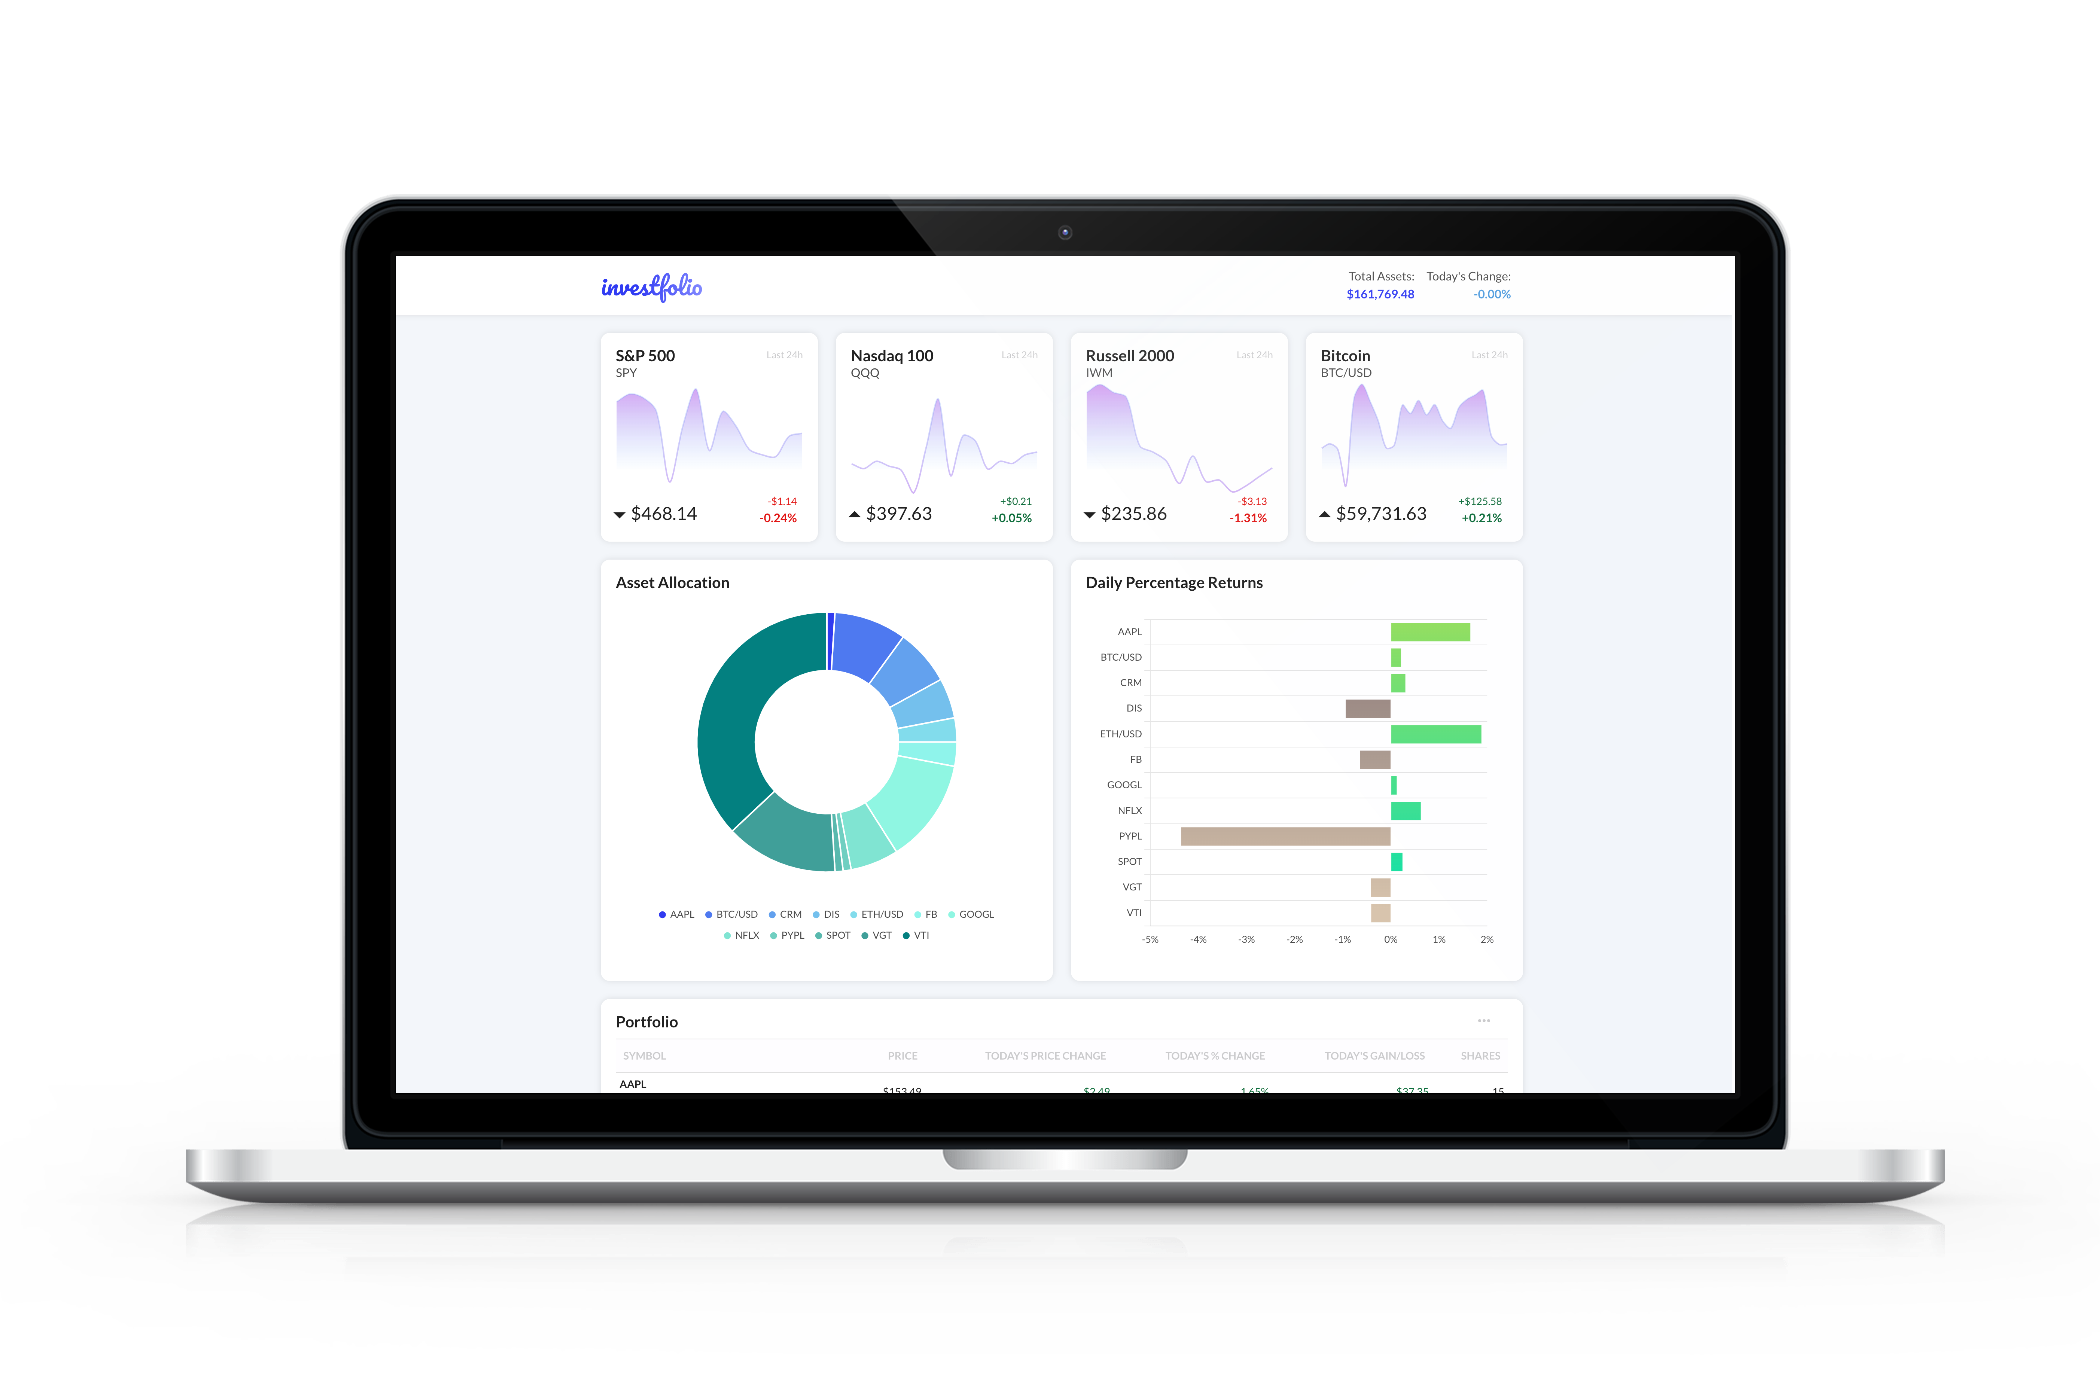 investfolio
Total Assets: Today's Change:
$161,769.48 -0.00%
S&P 500 Last 24h
SPY
-$1.14
$468.14
-0.24%
Nasdaq 100 Last 24h
QQQ
+$0.21
$397.63
+0.05%
Russell 2000 Last 24h
IWM
-$3.13
$235.86
-1.31%
Bitcoin Last 24h
BTC/USD
+$125.58
$59,731.63
+0.21%
Asset Allocation
AAPL BTC/USD CRM DIS ETH/USD FB GOOGL
NFLX PYPL SPOT VGT VTI
Daily Percentage Returns
AAPL
BTC/USD
CRM
DIS
ETH/USD
FB
GOOGL
NFLX
PYPL
SPOT
VGT
VTI
-5% -4% -3% -2% -1% 0% 1% 2%
Portfolio
SYMBOL PRICE TODAY'S PRICE CHANGE TODAY'S % CHANGE TODAY'S GAIN/LOSS SHARES
AAPL
$153.49 $2.49 1.65% $37.35 15